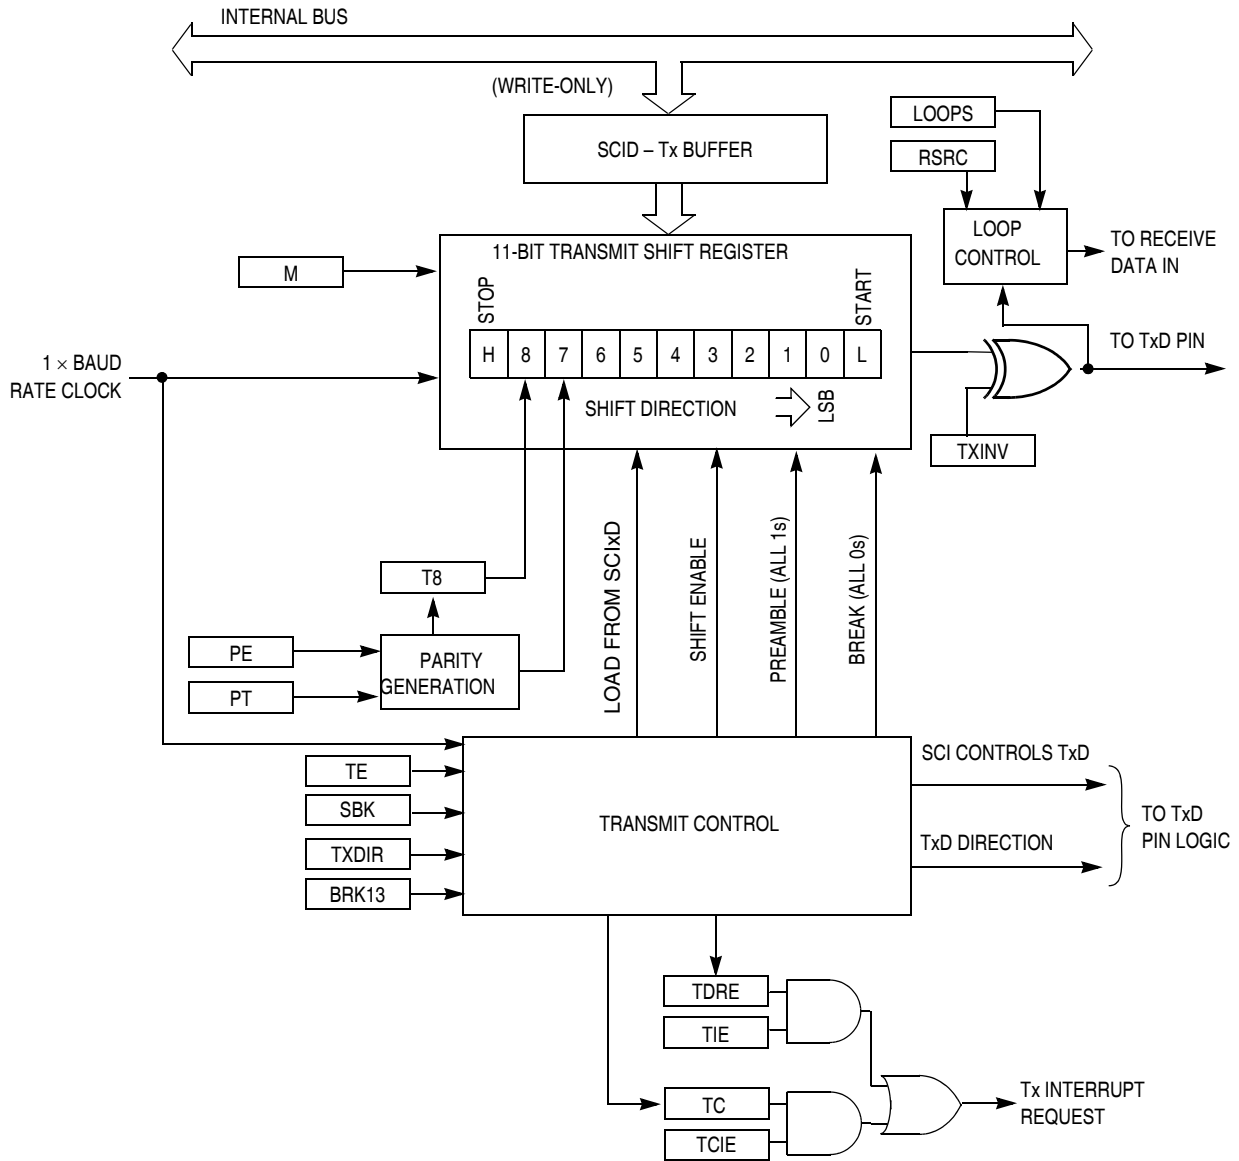 INTERNAL BUS
(WRITE-ONLY)
SCID – Tx BUFFER
LOOPS
RSRC
LOOP
CONTROL
TO RECEIVE
DATA IN
11-BIT TRANSMIT SHIFT REGISTER
M
STOP
START
H 8 7 6 5 4 3 2 1 0 L
1 × BAUD
RATE CLOCK
SHIFT DIRECTION
LSB
TO TxD PIN
TXINV
LOAD FROM SCIxD
SHIFT ENABLE
PREAMBLE (ALL 1s)
BREAK (ALL 0s)
T8
PE
PT
PARITY
GENERATION
TE
SBK
TXDIR
BRK13
TRANSMIT CONTROL
SCI CONTROLS TxD
TxD DIRECTION
TO TxD
PIN LOGIC
TDRE
TIE
TC
TCIE
Tx INTERRUPT
REQUEST